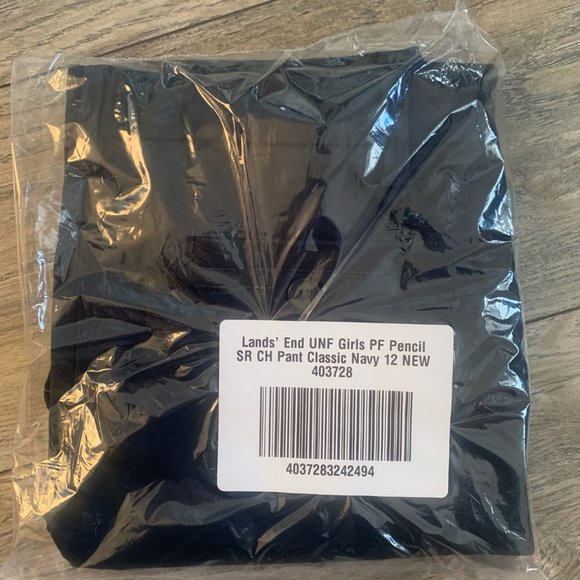 Lands' End UNF Girls PF Pencil
SR CH Pant Classic Navy 12 NEW
403728
4037283242494